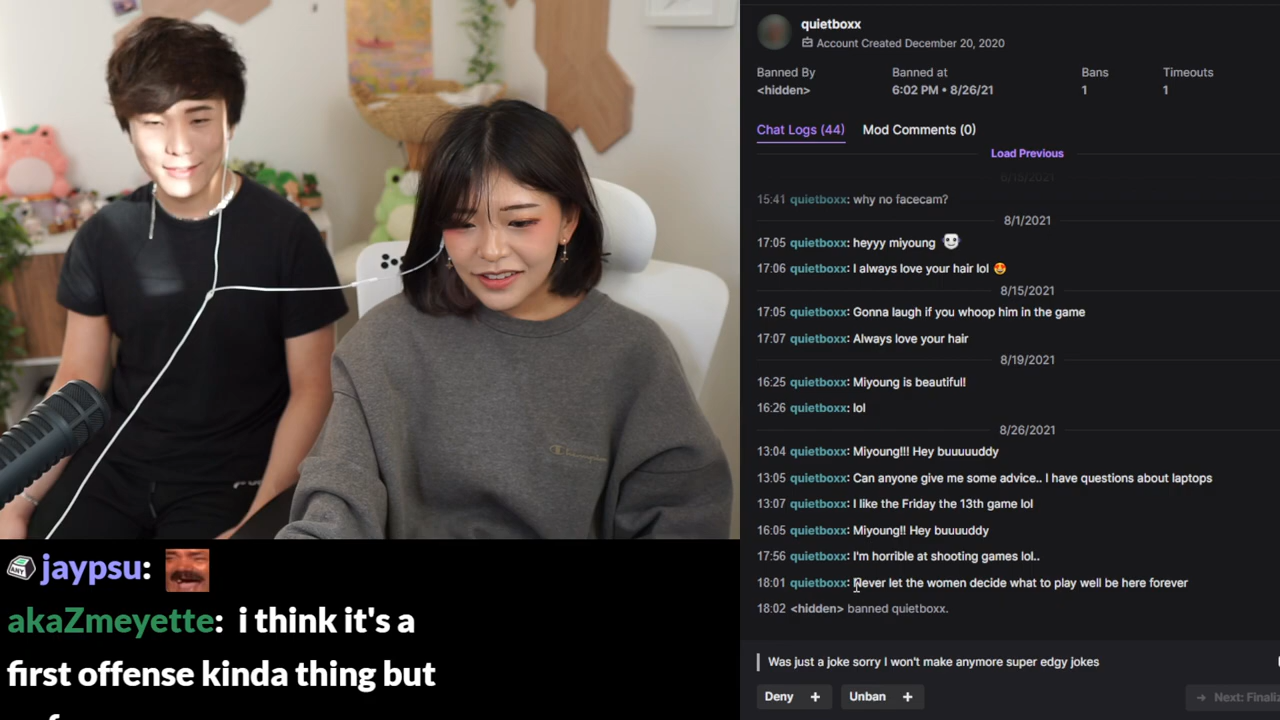 quietboxx
Account Created December 20, 2020
Banned By
<hidden>
Banned at
6:02 PM • 8/26/21
Bans
1
Timeouts
1
Chat Logs (44)
Mod Comments (0)
Load Previous
15:41 quietboxx: why no facecam?
8/1/2021
17:05 quietboxx: heyyy miyoung
17:06 quietboxx: I always love your hair lol 😍
8/15/2021
17:05 quietboxx: Gonna laugh if you whoop him in the game
17:07 quietboxx: Always love your hair
8/19/2021
16:25 quietboxx: Miyoung is beautiful!
16:26 quietboxx: lol
8/26/2021
13:04 quietboxx: Miyoung!!! Hey buuuuuddy
13:05 quietboxx: Can anyone give me some advice.. I have questions about laptops
13:07 quietboxx: I like the Friday the 13th game lol
16:05 quietboxx: Miyoung!! Hey buuuuddy
17:56 quietboxx: I'm horrible at shooting games lol..
18:01 quietboxx: Never let the women decide what to play well be here forever
18:02 <hidden> banned quietboxx.
Was just a joke sorry I won't make anymore super edgy jokes
Deny +
Unban +
→ Next: Finaliz
Champion
ANY
jaypsu:
akaZmeyette: i think it's a
first offense kinda thing but